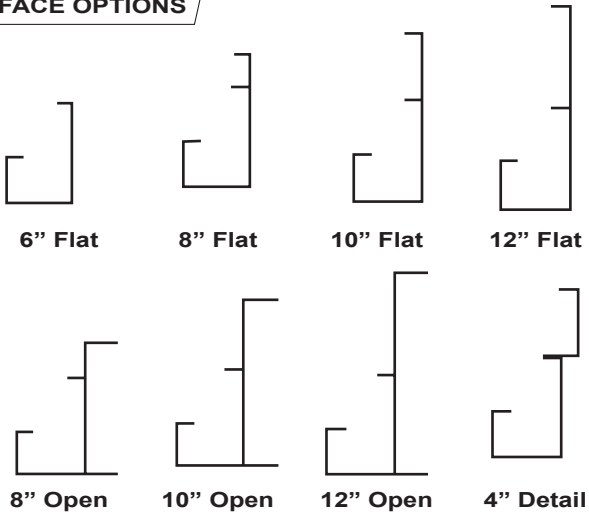 FACE OPTIONS
6” Flat
8” Flat
10” Flat
12” Flat
8” Open
10” Open
12” Open
4” Detail